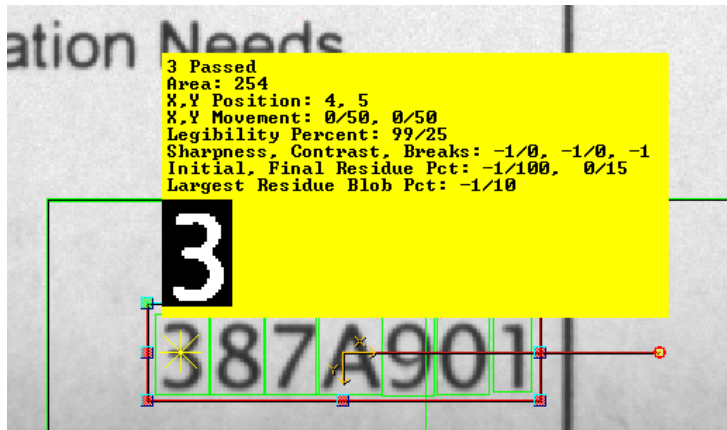 ation Needs
3 Passed
Area: 254
X,Y Position: 4, 5
X,Y Movement: 0/50, 0/50
Legibility Percent: 99/25
Sharpness, Contrast, Breaks: -1/0, -1/0, -1
Initial, Final Residue Pct: -1/100, 0/15
Largest Residue Blob Pct: -1/10
3
387A901
X
Y